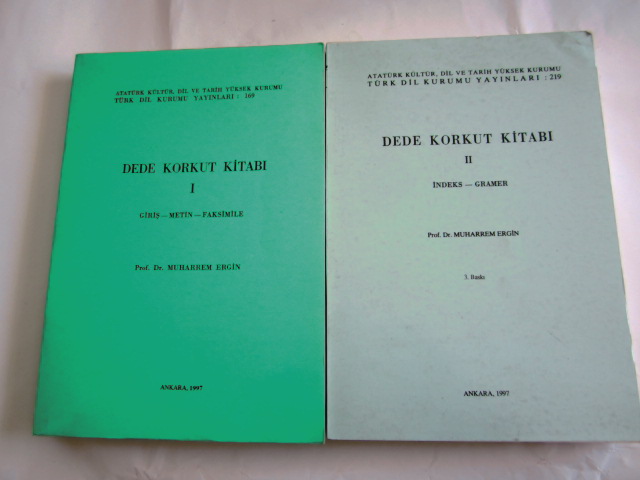 ATATÜRK KÜLTÜR, DİL VE TARİH YÜKSEK KURUMU
TÜRK DİL KURUMU YAYINLARI : 169
DEDE KORKUT KİTABI
I
GİRİŞ — METİN — FAKSİMİLE
Prof. Dr. MUHARREM ERGİN
ANKARA, 1997
ATATÜRK KÜLTÜR, DİL VE TARİH YÜKSEK KURUMU
TÜRK DİL KURUMU YAYINLARI : 219
DEDE KORKUT KİTABI
II
İNDEKS — GRAMER
Prof. Dr. MUHARREM ERGİN
3. Baskı
ANKARA, 1997